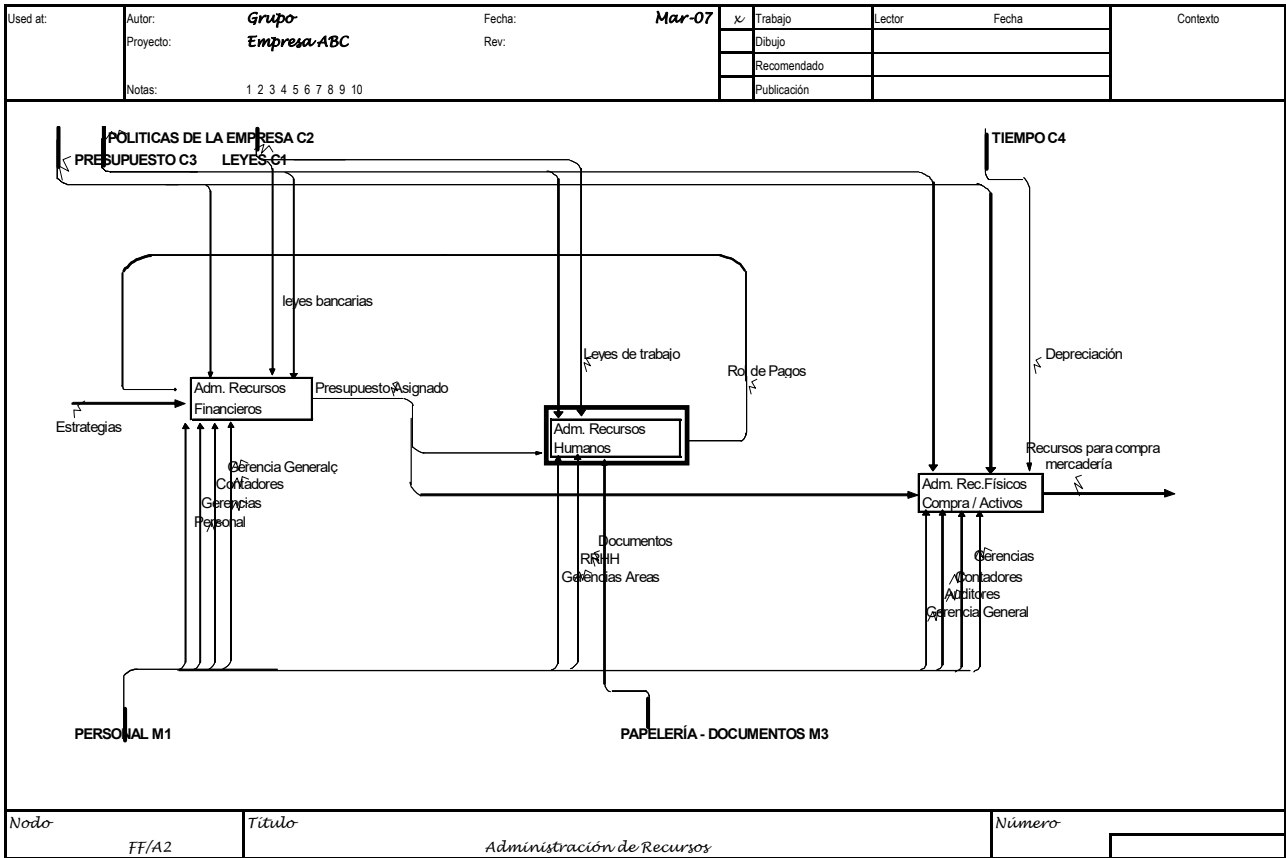 Used at:
Autor: Grupo Fecha: Mar-07 x Trabajo Lector Fecha Contexto
Proyecto: Empresa ABC Rev: Dibujo
Recomendado
Notas: 1 2 3 4 5 6 7 8 9 10 Publicación
POLITICAS DE LA EMPRESA C2
TIEMPO C4
PRESUPUESTO C3 LEYES C1
leyes bancarias
Leyes de trabajo
Depreciación
Rol de Pagos
Adm. Recursos
Financieros
Presupuesto Asignado
Estrategias
Adm. Recursos
Humanos
Recursos para compra
mercadería
Gerencia Generalç
Contadores
Gerencias
Personal
Adm. Rec.Físicos
Compra / Activos
Documentos
RRHH
Gerencias Areas
Gerencias
Contadores
Auditores
Gerencia General
PERSONAL M1
PAPELERÍA - DOCUMENTOS M3
Nodo Título Número
FF/A2 Administración de Recursos